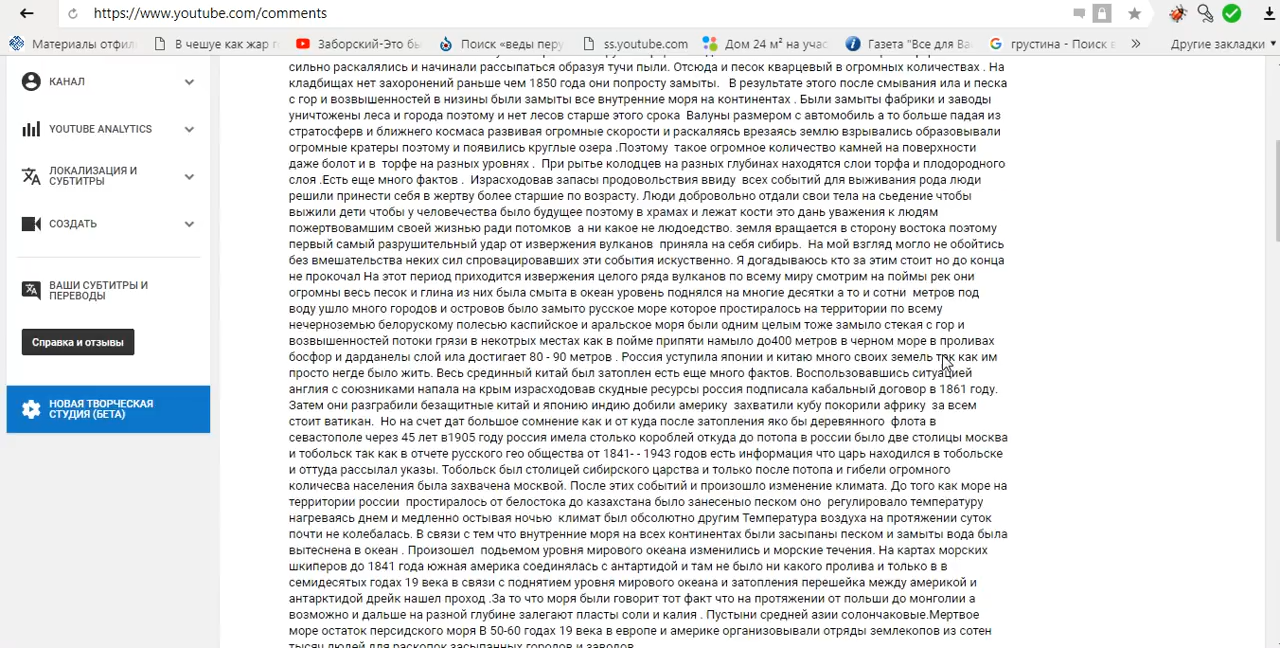 https://www.youtube.com/comments
Материалы отфил
В чешуе как жар г
Заборский-Это бы
Поиск «веды перу
ss.youtube.com
Дом 24 м² на учас
Газета "Все для Ва
грустина - Поиск в
Другие закладки
КАНАЛ
YOUTUBE ANALYTICS
ЛОКАЛИЗАЦИЯ И
СУБТИТРЫ
СОЗДАТЬ
ВАШИ СУБТИТРЫ И
ПЕРЕВОДЫ
Справка и отзывы
НОВАЯ ТВОРЧЕСКАЯ
СТУДИЯ (БЕТА)
сильно раскалялись и начинали рассыпаться образуя тучи пыли. Отсюда и песок кварцевый в огромных количествах . На
кладбищах нет захоронений раньше чем 1850 года они попросту замыты. В результате этого после смывания ила и песка
с гор и возвышенностей в низины были замыты все внутренние моря на континентах . Были замыты фабрики и заводы
уничтожены леса и города поэтому и нет лесов старше этого срока Валуны размером с автомобиль а то больше падая из
стратосферв и ближнего космаса развивая огромные скорости и раскаляясь врезаясь землю взрывались образовывали
огромные кратеры поэтому и появились круглые озера .Поэтому такое огромное количество камней на поверхности
даже болот и в торфе на разных уровнях . При рытье колодцев на разных глубинах находятся слои торфа и плодородного
слоя .Есть еще много фактов . Израсходовав запасы продовольствия ввиду всех событий для выживания рода люди
решили принести себя в жертву более старшие по возрасту. Люди добровольно отдали свои тела на сьедение чтобы
выжили дети чтобы у человечества было будущее поэтому в храмах и лежат кости это дань уважения к людям
пожертвовамшим своей жизнью ради потомков а ни какое не людоедство. земля вращается в сторону востока поэтому
первый самый разрушительный удар от извержения вулканов приняла на себя сибирь. На мой взгляд могло не обойтись
без вмешательства неких сил спровацировавших эти события искуственно. Я догадываюсь кто за этим стоит но до конца
не прокочал На этот период приходится извержения целого ряда вулканов по всему миру смотрим на поймы рек они
огромны весь песок и глина из них была смыта в океан уровень поднялся на многие десятки а то и сотни метров под
воду ушло много городов и островов было замыто русское море которое простиралось на территории по всему
нечерноземью белорускому полесью каспийское и аральское моря были одним целым тоже замыло стекая с гор и
возвышенностей потоки грязи в некотрых местах как в пойме припяти намыло до400 метров в черном море в проливах
босфор и дарданелы слой ила достигает 80 - 90 метров . Россия уступила японии и китаю много своих земель так как им
просто негде было жить. Весь срединный китай был затоплен есть еще много фактов. Воспользовавшись ситуацией
англия с союзниками напала на крым израсходовав скудные ресурсы россия подписала кабальный договор в 1861 году.
Затем они разграбили безащитные китай и японию индию добили америку захватили кубу покорили африку за всем
стоит ватикан. Но на счет дат большое сомнение как и от куда после затопления яко бы деревянного флота в
севастополе через 45 лет в1905 году россия имела столько короблей откуда до потопа в россии было две столицы москва
и тобольск так как в отчете русского гео общества от 1841- - 1943 годов есть информация что царь находился в тобольске
и оттуда рассылал указы. Тобольск был столицей сибирского царства и только после потопа и гибели огромного
количесва населения была захвачена москвой. После этих событий и произошло изменение климата. До того как море на
территории россии простиралось от белостока до казахстана было занесеныо песком оно регулировало температуру
нагреваясь днем и медленно остывая ночью климат был обсолютно другим Температура воздуха на протяжении суток
почти не колебалась. В связи с тем что внутренние моря на всех континентах были засыпаны песком и замыты вода была
вытеснена в океан . Произошел подьемом уровня мирового океана изменились и морские течения. На картах морских
шкиперов до 1841 года южная америка соединялась с антартидой и там не было ни какого пролива и только в в
семидесятых годах 19 века в связи с поднятием уровня мирового океана и затопления перешейка между америкой и
антарктидой дрейк нашел проход .За то что моря были говорит тот факт что на протяжении от польши до монголии а
возможно и дальше на разной глубине залегают пласты соли и калия . Пустыни средней азии солончаковые.Мертвое
море остаток персидского моря В 50-60 годах 19 века в европе и америке организовывали отряды землекопов из сотен
тысяч людей для раскопок засыпанных городов и заводов